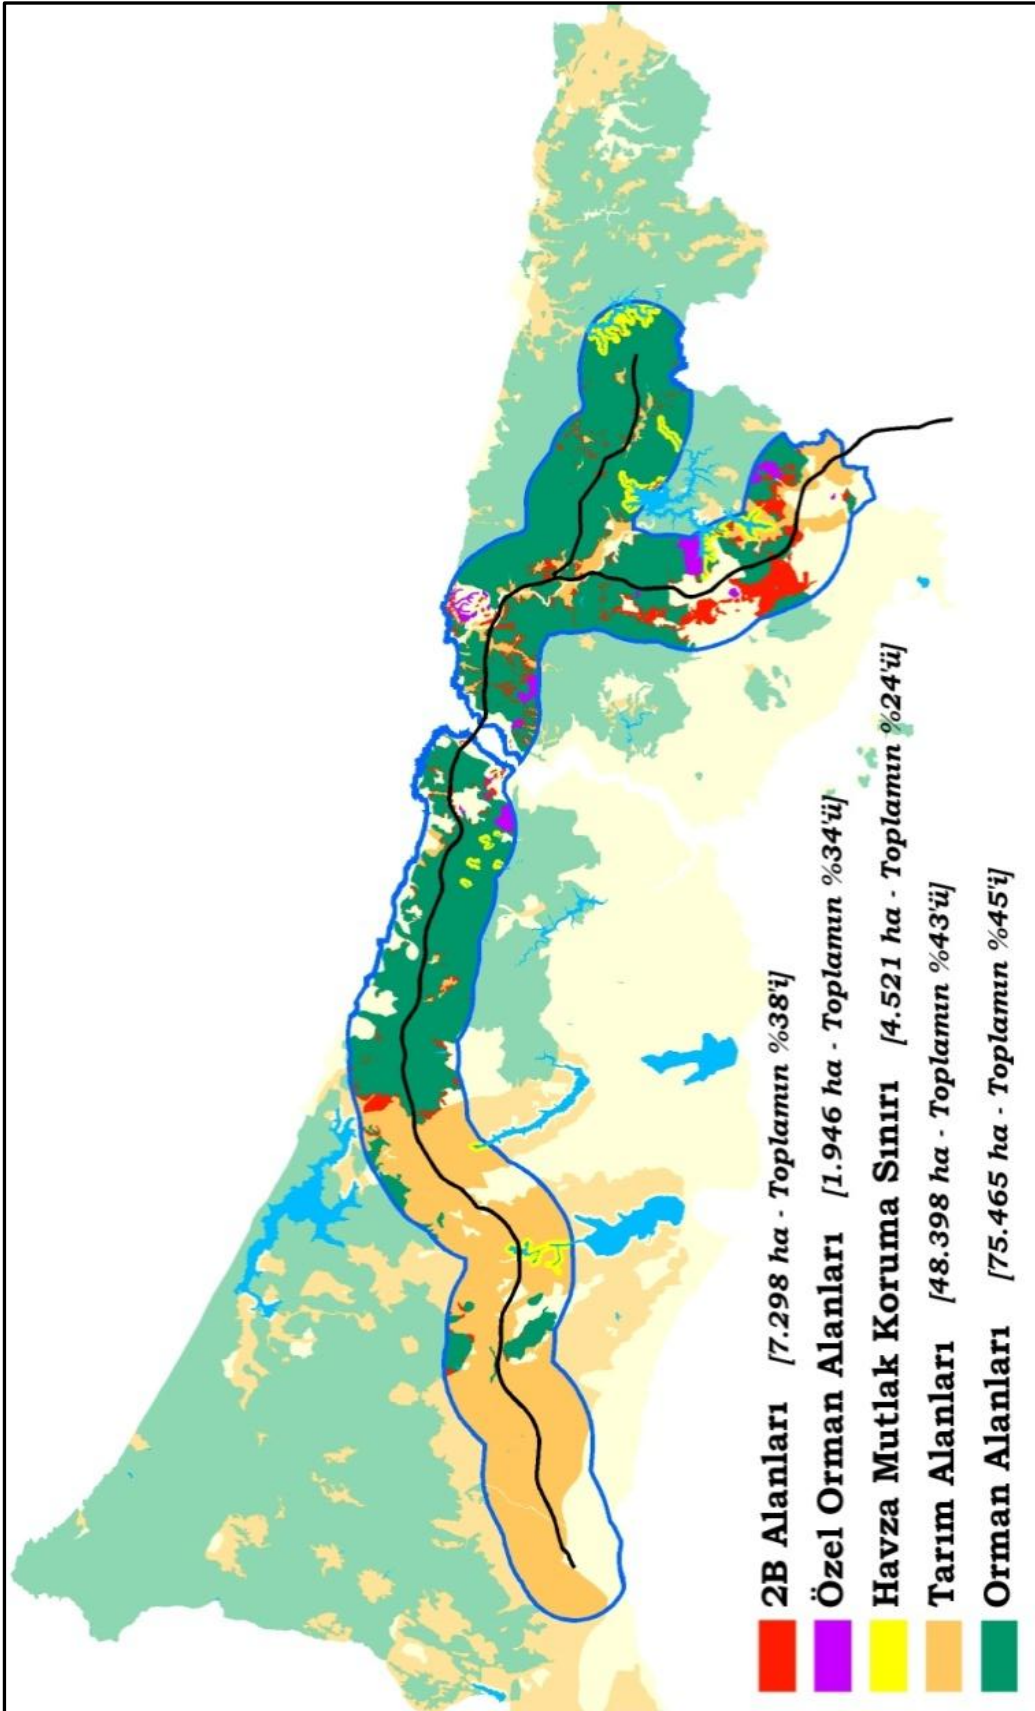 2B Alanları [7.298 ha - Toplamın %38'i]
Özel Orman Alanları [1.946 ha - Toplamın %34'ü]
Havza Mutlak Koruma Sınırı [4.521 ha - Toplamın %24'ü]
Tarım Alanları [48.398 ha - Toplamın %43'ü]
Orman Alanları [75.465 ha - Toplamın %45'i]